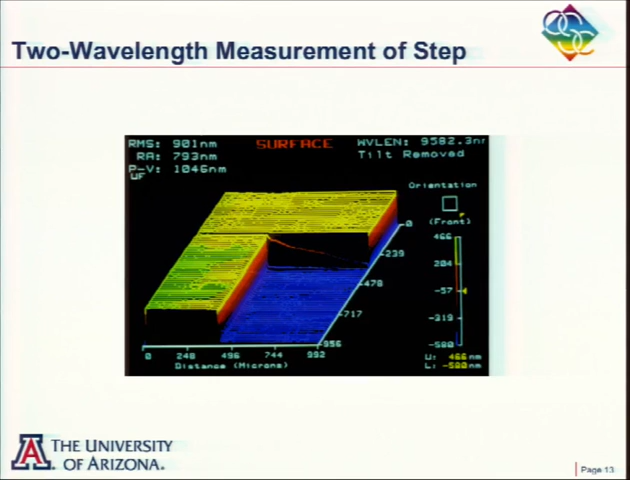 Two-Wavelength Measurement of Step
RMS: 901nm
SURFACE
WVLEN: 9582.3nm
RA: 793nm
Tilt Removed
P-V: 1046nm
UF
Orientation
(Front)
466
204
-57
-319
-580
0
-239
-478
-717
-956
0 248 496 744 992
Distance (Microns)
U: 466 nm
L: -580 nm
THE UNIVERSITY
OF ARIZONA.
Page 13